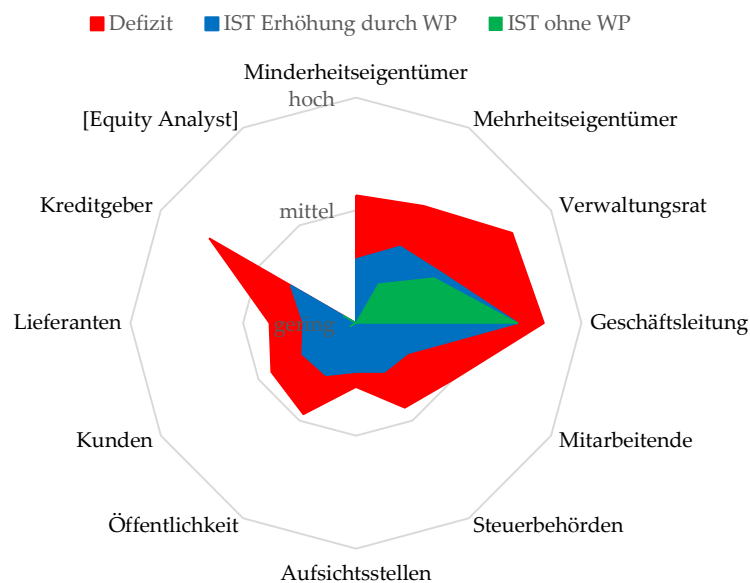 Defizit IST Erhöhung durch WP IST ohne WP
Minderheitseigentümer
hoch
[Equity Analyst]
Mehrheitseigentümer
Kreditgeber
mittel
Verwaltungsrat
Lieferanten
gering
Geschäftsleitung
Kunden
Mitarbeitende
Öffentlichkeit
Steuerbehörden
Aufsichtsstellen